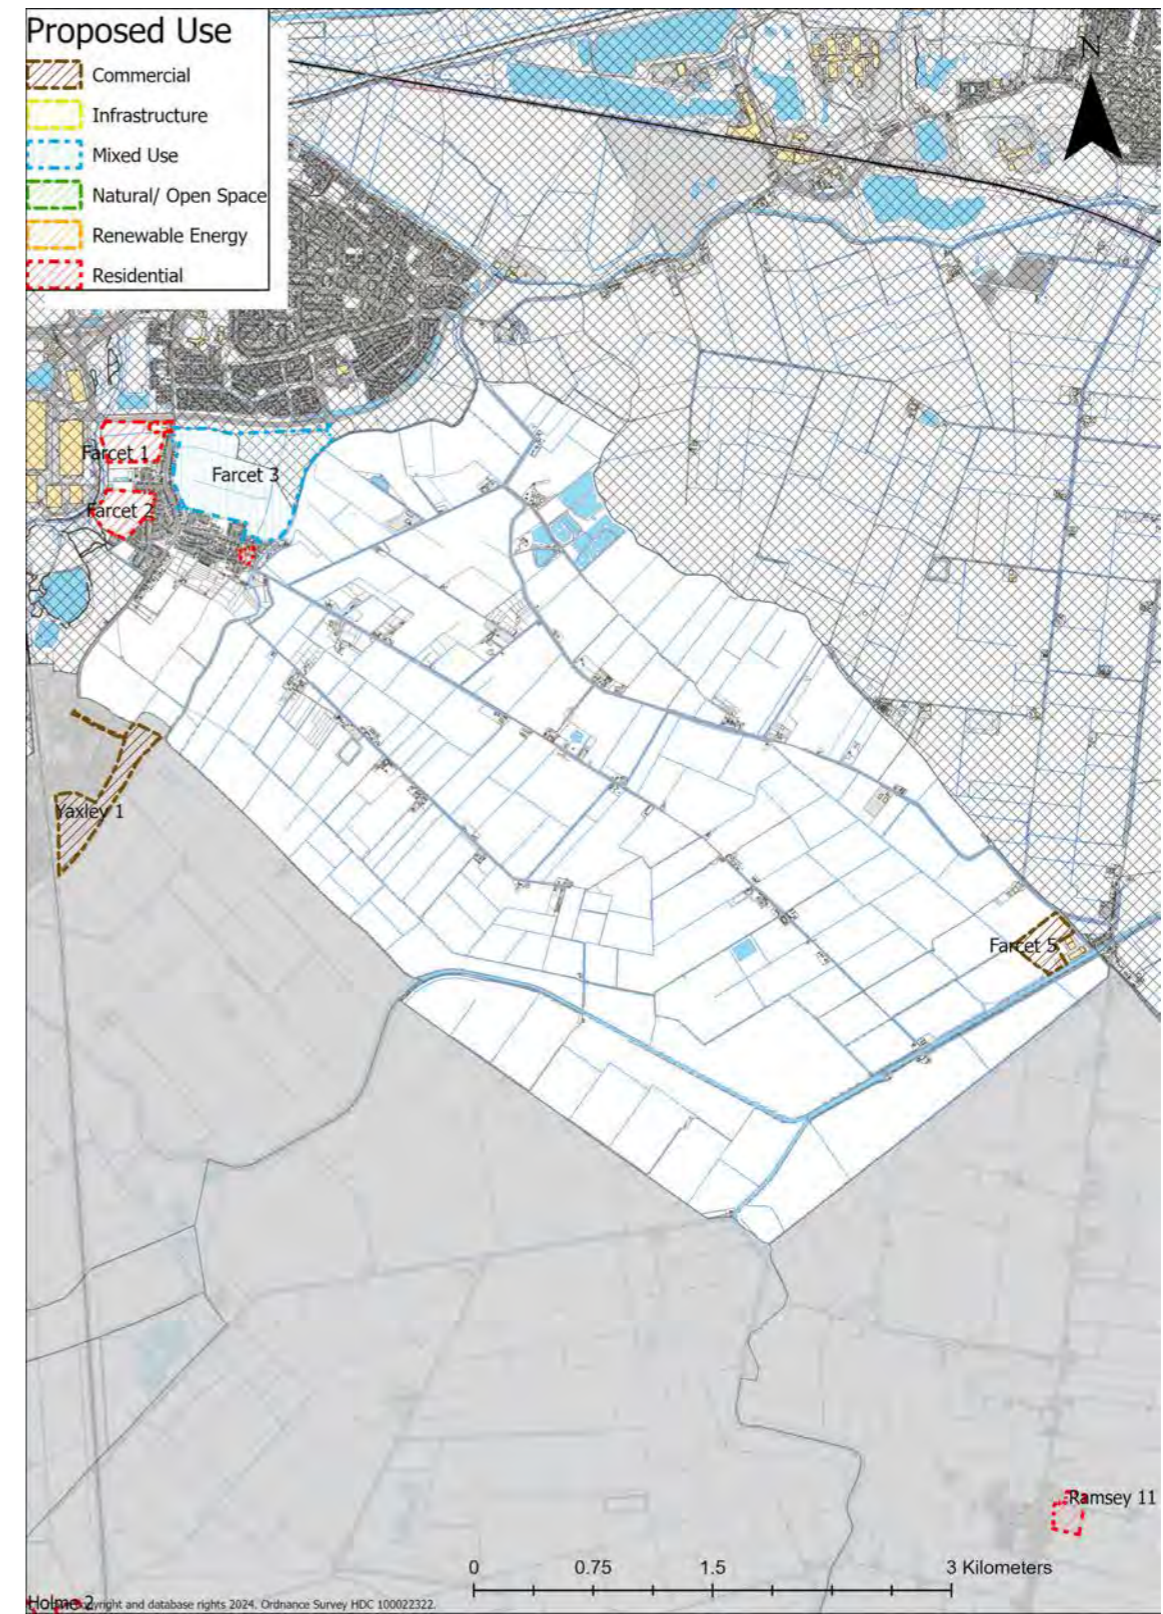 Proposed Use
Commercial
Infrastructure
Mixed Use
Natural/ Open Space
Renewable Energy
Residential
N
Farcet 1
Farcet 3
Farcet 2
Yaxley 1
Farcet 5
Ramsey 11
0 0.75 1.5 3 Kilometers
Holme 2
and database rights 2024. Ordnance Survey HDC 100022322.